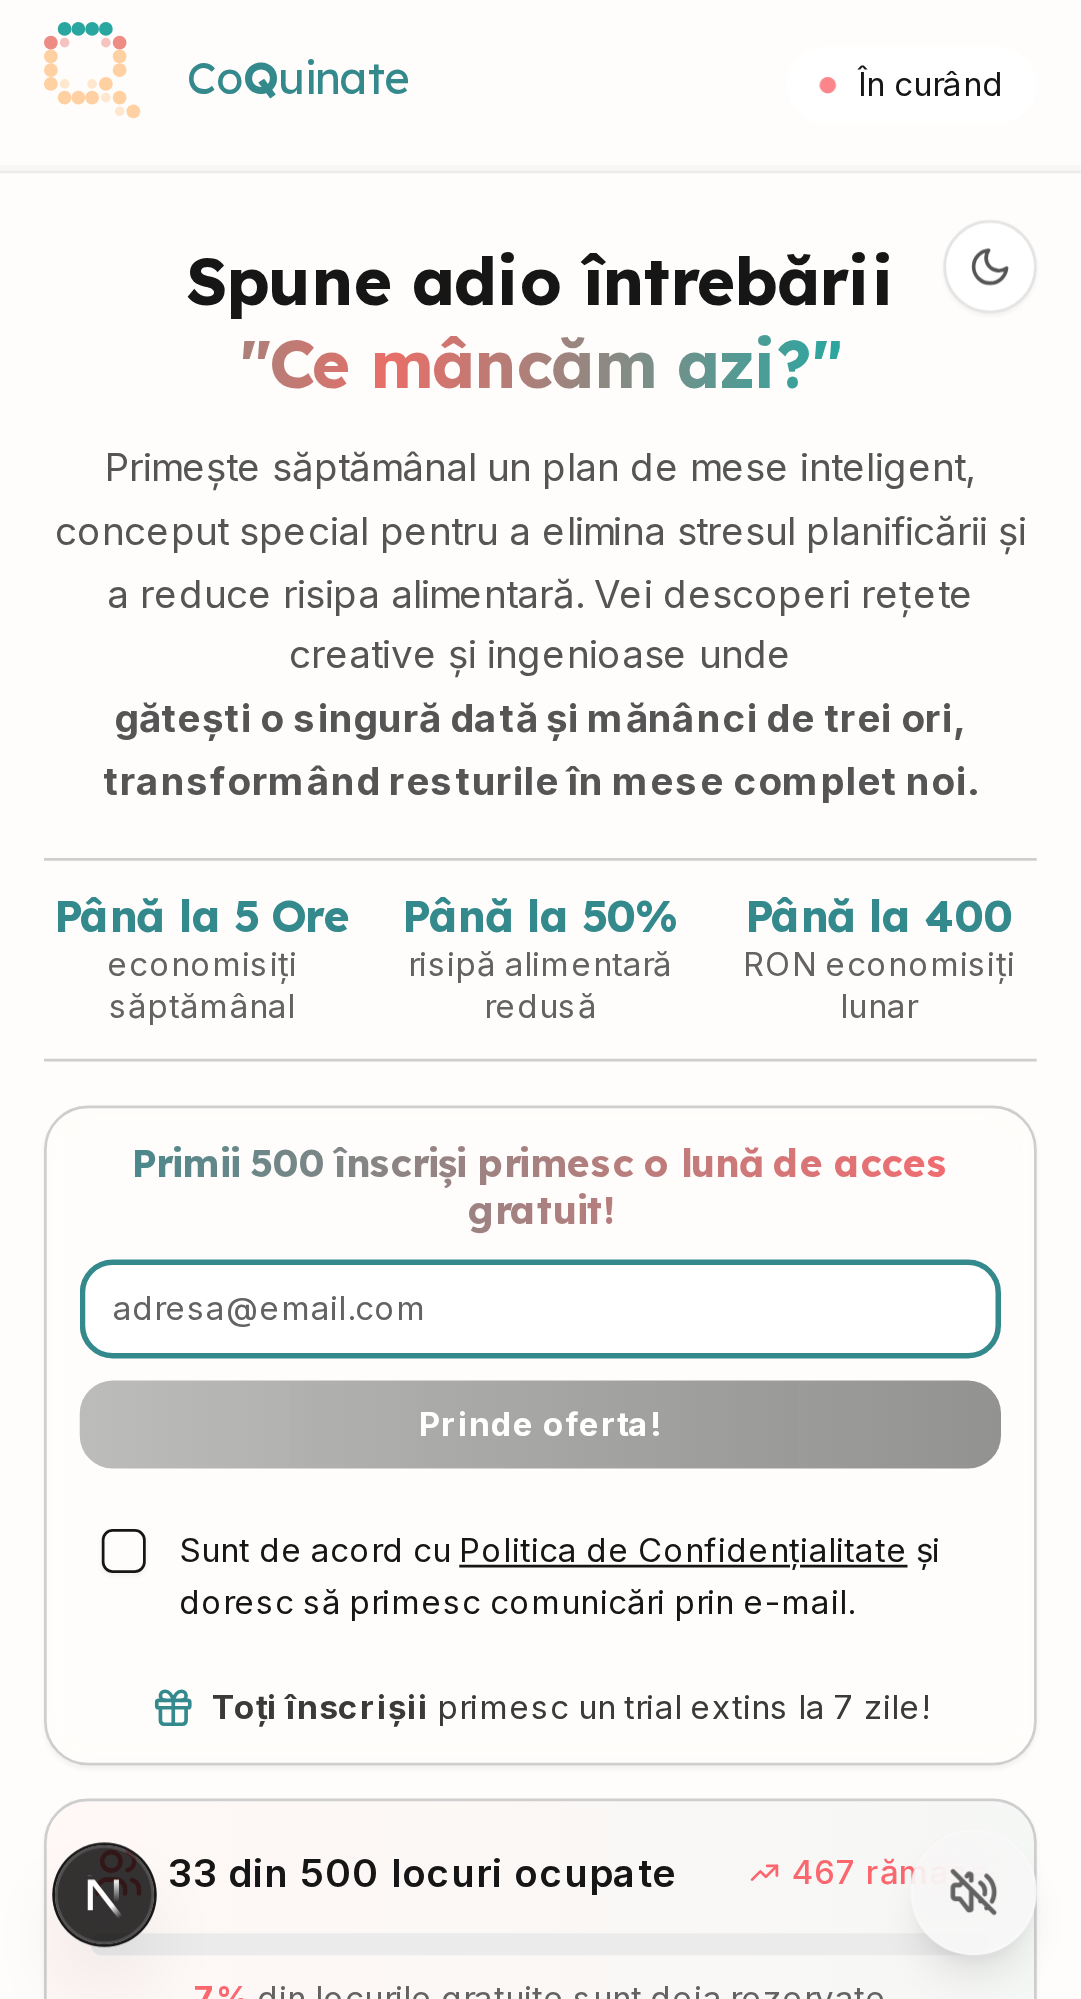 CoQuinate
În curând
Spune adio întrebării
"Ce mâncăm azi?"
Primește săptămânal un plan de mese inteligent,
conceput special pentru a elimina stresul planificării și
a reduce risipa alimentară. Vei descoperi rețete
creative și ingenioase unde
gătești o singură dată și mănânci de trei ori,
transformând resturile în mese complet noi.
Până la 5 Ore
economisiți
săptămânal
Până la 50%
risipă alimentară
redusă
Până la 400
RON economisiți
lunar
Primii 500 înscriși primesc o lună de acces
gratuit!
adresa@email.com
Prinde oferta!
Sunt de acord cu Politica de Confidențialitate și
doresc să primesc comunicări prin e-mail.
Toți înscrișii primesc un trial extins la 7 zile!
33 din 500 locuri ocupate
467
N
7% din locurile gratuite sunt deja rezervate